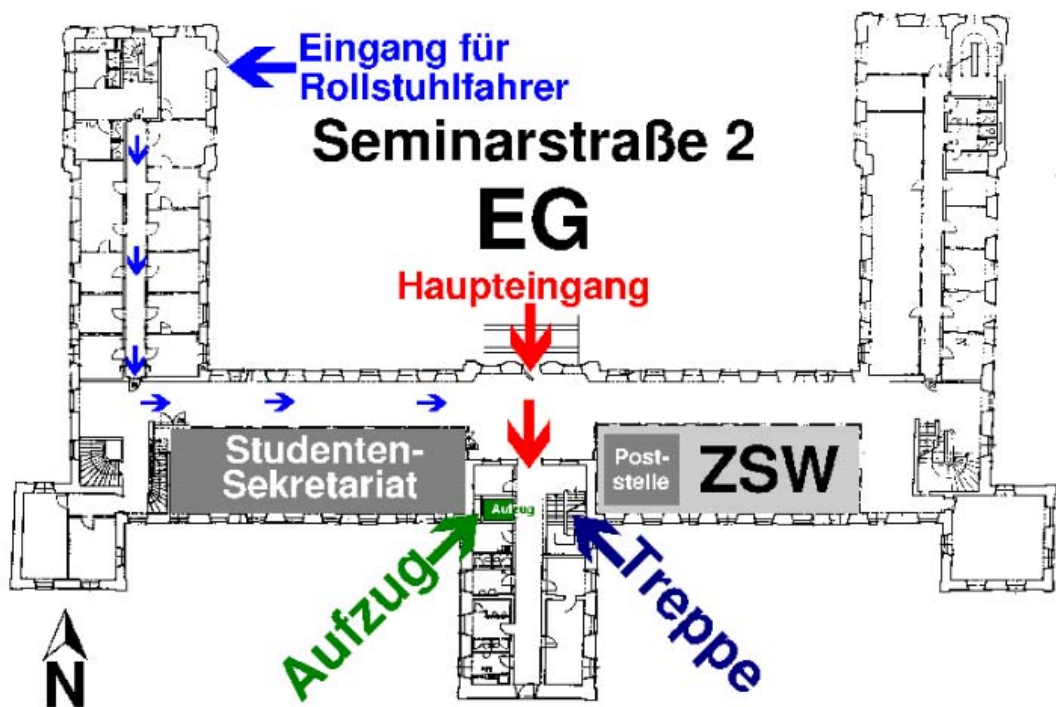 Eingang für
Rollstuhlfahrer
Seminarstraße 2
EG
Haupteingang
Studenten-
Sekretariat
Post-
stelle
ZSW
Aufzug
Aufzug
Treppe
N